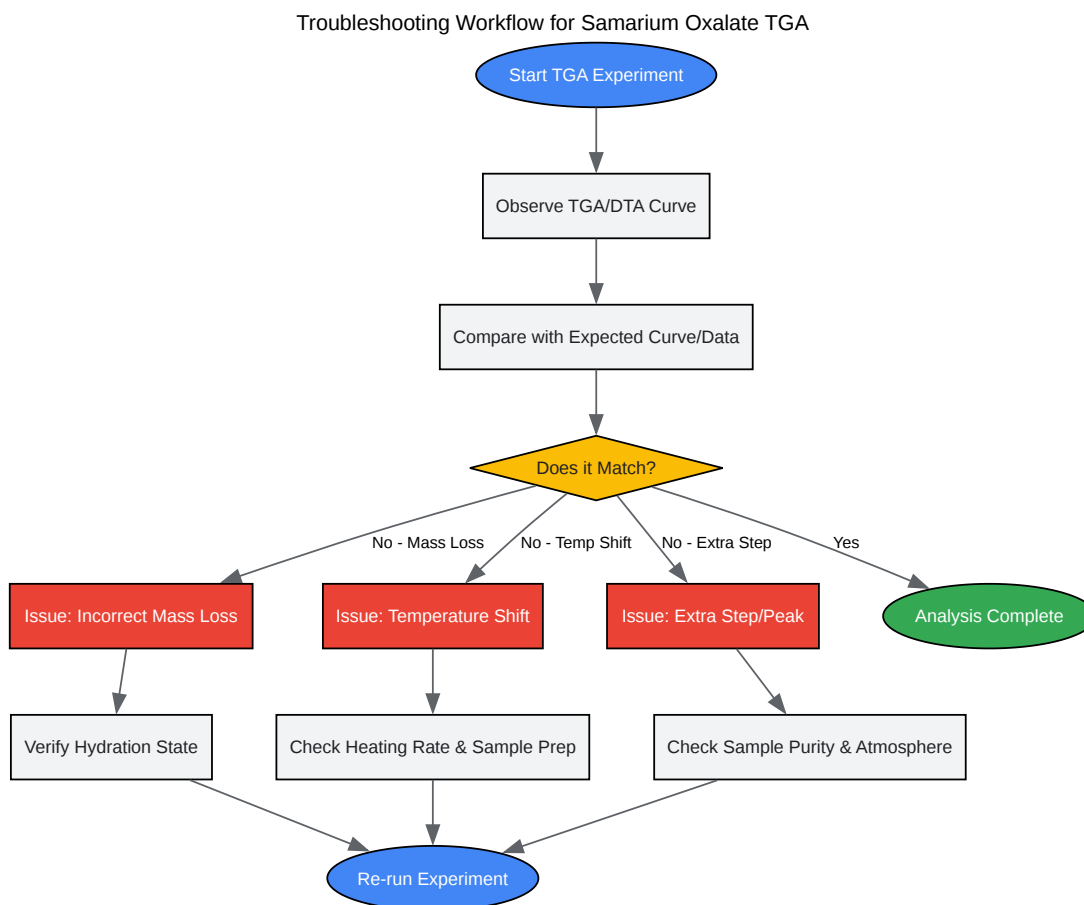 Troubleshooting Workflow for Samarium Oxalate TGA
Start TGA Experiment
Observe TGA/DTA Curve
Compare with Expected Curve/Data
Does it Match?
No - Mass Loss
No - Temp Shift
No - Extra Step
Yes
Issue: Incorrect Mass Loss
Issue: Temperature Shift
Issue: Extra Step/Peak
Analysis Complete
Verify Hydration State
Check Heating Rate & Sample Prep
Check Sample Purity & Atmosphere
Re-run Experiment